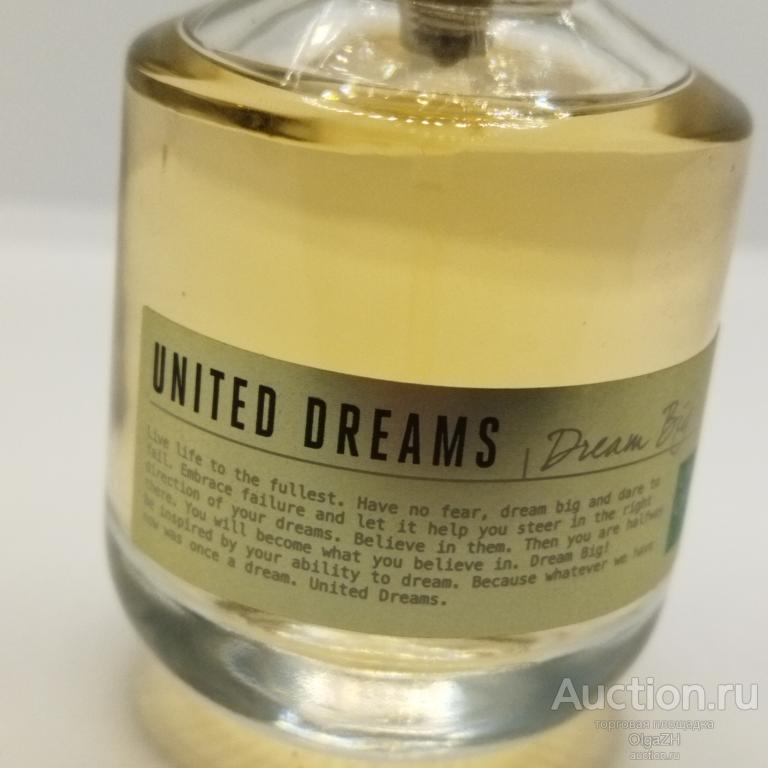 UNITED DREAMS | Dream Big
Live life to the fullest. Have no fear, dream big and dare to
fail. Embrace failure and let it help you steer in the right
direction of your dreams. Believe in them. Then you are halfway
there. You will become what you believe in. Dream Big!
Be inspired by your ability to dream. Because whatever we have
now was once a dream. United Dreams.
Auction.ru
торговая площадка
OlgaZH
auction.ru